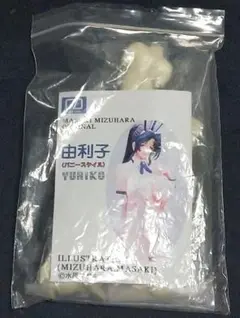 MASAKI MIZUHARA
ORIGINAL
由利子
(バニースタイル)
YURIKO
ILLUSTRATED
(MIZUHARA MASAKI)